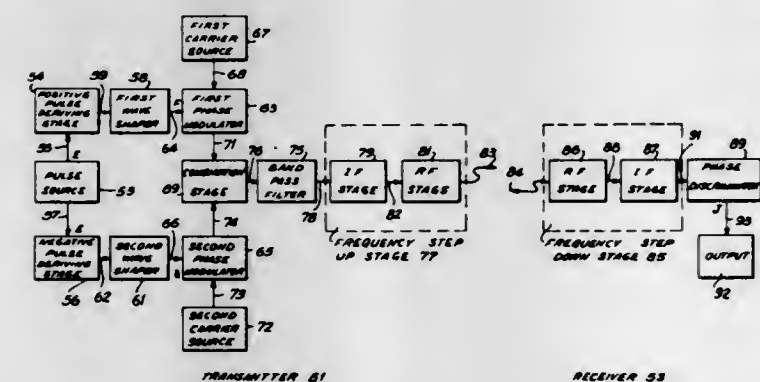 FIRST CARRIER SOURCE
67
68
54
59
58
POSITIVE PULSE DERIVING STAGE
FIRST WAVE SHAPER
64
FIRST PHASE MODULATOR
63
71
PULSE SOURCE
E
57
E
69
COMBINATION STAGE
76
75
BAND PASS FILTER
78
79
IF STAGE
82
81
RF STAGE
83
84
86
RF STAGE
88
87
IF STAGE
91
89
PHASE DISCRIMINATOR
J
93
OUTPUT
92
FREQUENCY STEP UP STAGE 77
FREQUENCY STEP DOWN STAGE 85
74
NEGATIVE PULSE DERIVING STAGE
56
62
SECOND WAVE SHAPER
61
66
SECOND PHASE MODULATOR
65
73
SECOND CARRIER SOURCE
72
TRANSMITTER 51
RECEIVER 53